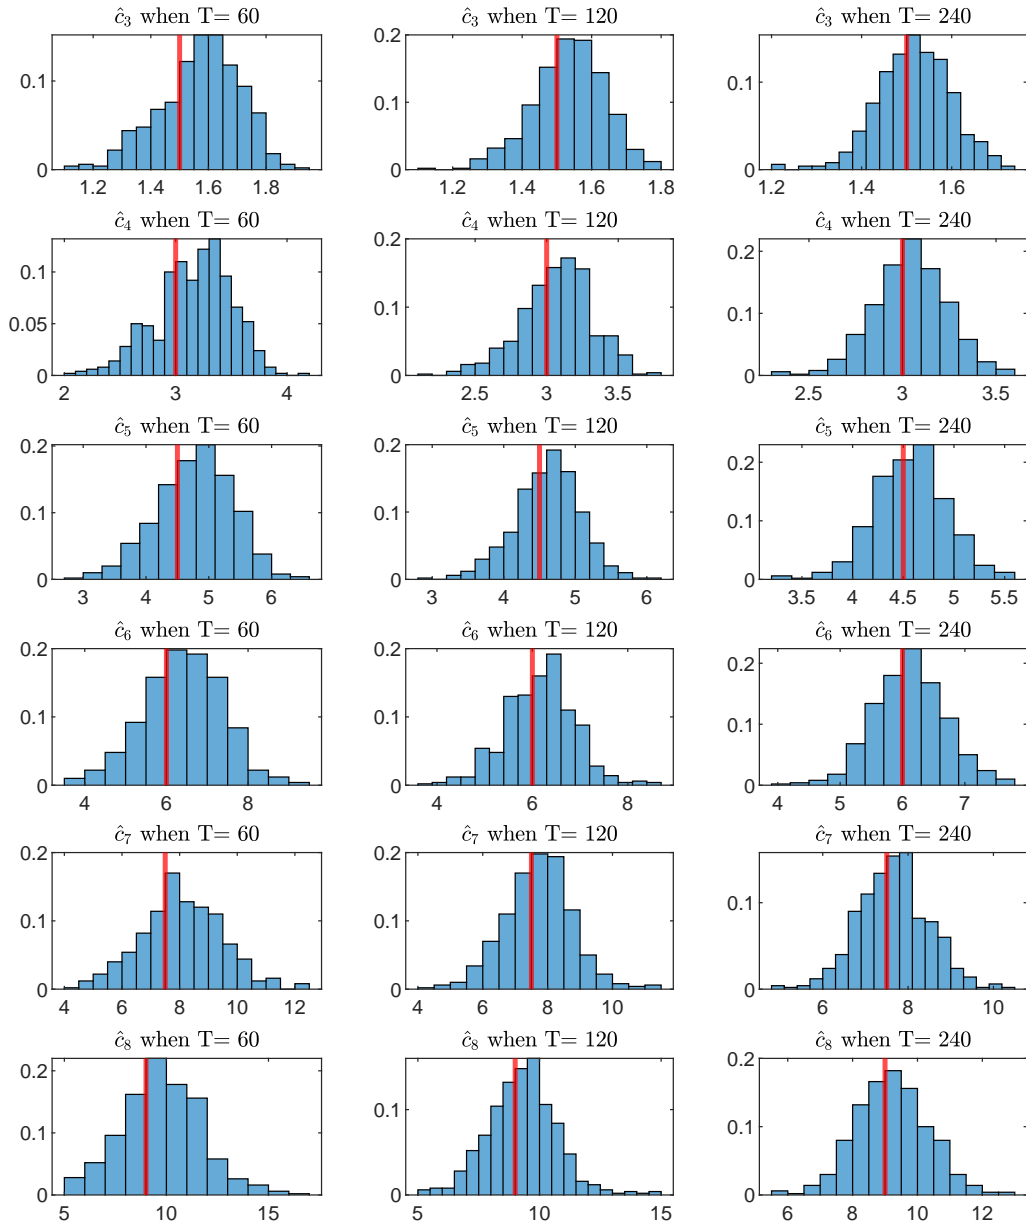 ĉ₃ when T= 60 ĉ₃ when T= 120 ĉ₃ when T= 240
0.1 0.2 0.1
0.1
0 0 0
1.2 1.4 1.6 1.8 1.2 1.4 1.6 1.8 1.2 1.4 1.6
ĉ₄ when T= 60 ĉ₄ when T= 120 ĉ₄ when T= 240
0.1 0.2 0.2
0.05 0.1 0.1
0 0 0
2 3 4 2.5 3 3.5 2.5 3 3.5
ĉ₅ when T= 60 ĉ₅ when T= 120 ĉ₅ when T= 240
0.2 0.2 0.2
0.1 0.1 0.1
0 0 0
3 4 5 6 3 4 5 6 3.5 4 4.5 5 5.5
ĉ₆ when T= 60 ĉ₆ when T= 120 ĉ₆ when T= 240
0.2 0.2 0.2
0.1 0.1 0.1
0 0 0
4 6 8 4 6 8 4 5 6 7
ĉ₇ when T= 60 ĉ₇ when T= 120 ĉ₇ when T= 240
0.2 0.2
0.1 0.1 0.1
0 0 0
4 6 8 10 12 4 6 8 10 6 8 10
ĉ₈ when T= 60 ĉ₈ when T= 120 ĉ₈ when T= 240
0.2 0.2
0.1 0.1 0.1
0 0 0
5 10 15 5 10 15 6 8 10 12